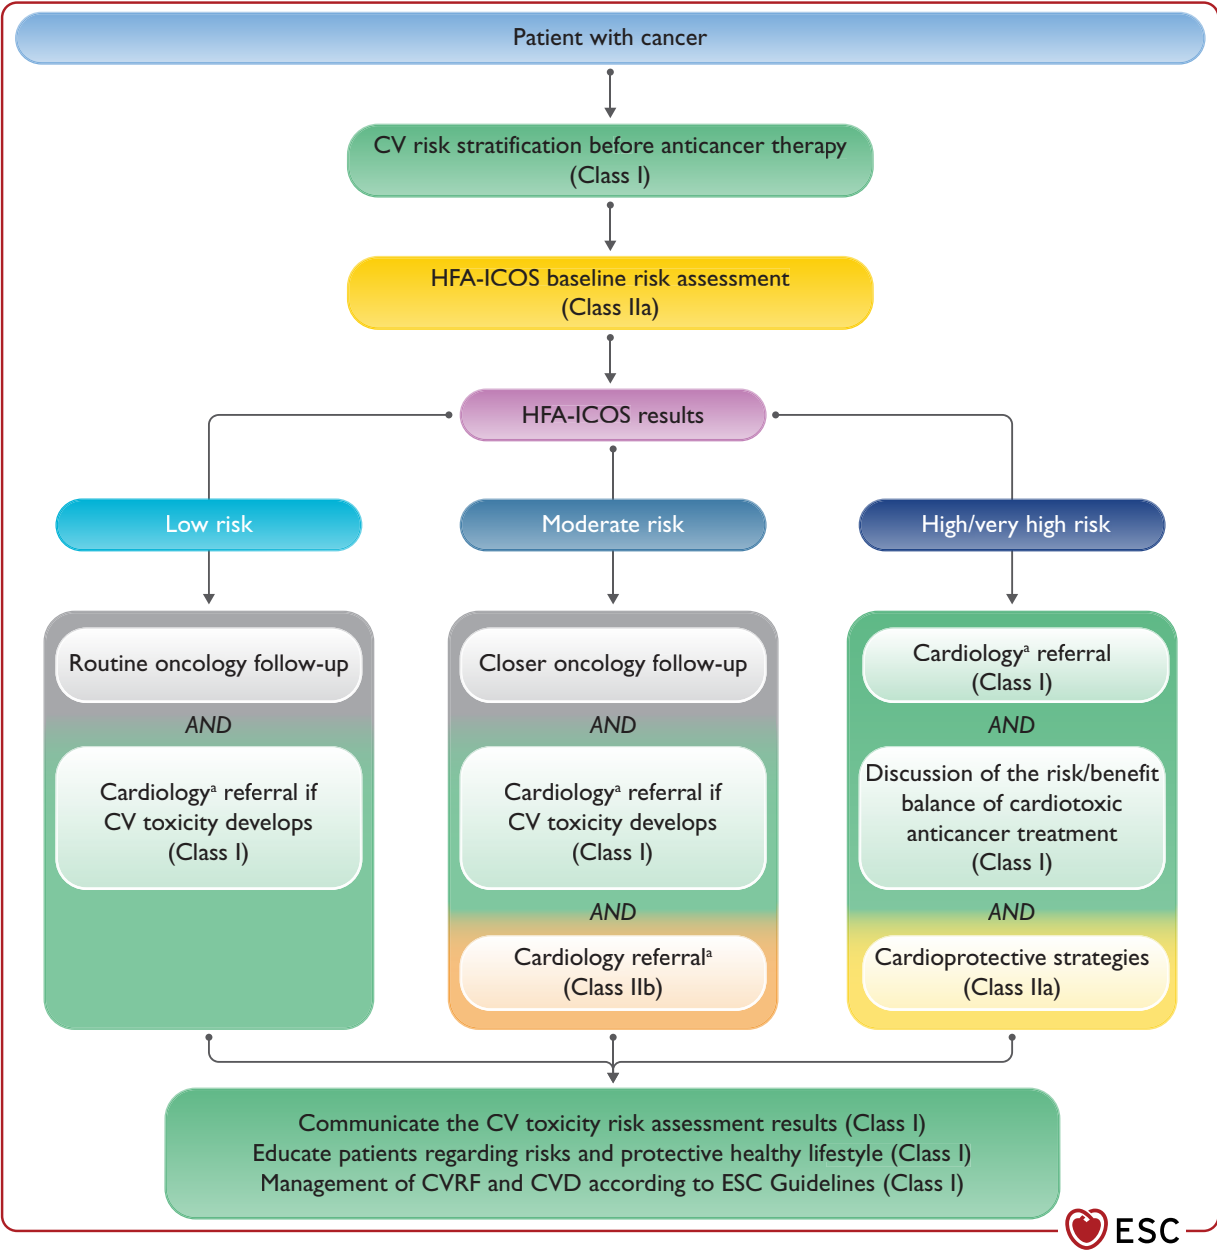 Patient with cancer
CV risk stratification before anticancer therapy
(Class I)
HFA-ICOS baseline risk assessment
(Class IIa)
HFA-ICOS results
Low risk
Moderate risk
High/very high risk
Routine oncology follow-up
AND
Cardiologyᵃ referral if
CV toxicity develops
(Class I)
Closer oncology follow-up
AND
Cardiologyᵃ referral if
CV toxicity develops
(Class I)
AND
Cardiology referralᵃ
(Class IIb)
Cardiologyᵃ referral
(Class I)
AND
Discussion of the risk/benefit
balance of cardiotoxic
anticancer treatment
(Class I)
AND
Cardioprotective strategies
(Class IIa)
Communicate the CV toxicity risk assessment results (Class I)
Educate patients regarding risks and protective healthy lifestyle (Class I)
Management of CVRF and CVD according to ESC Guidelines (Class I)
ESC